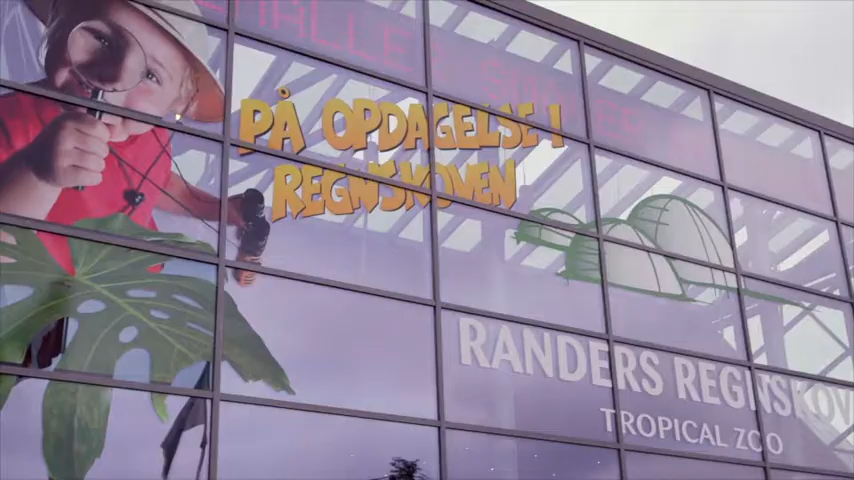 PÅ OPDAGELSE I
REGNSKOVEN
RANDERS REGNSKOV
TROPICAL ZOO